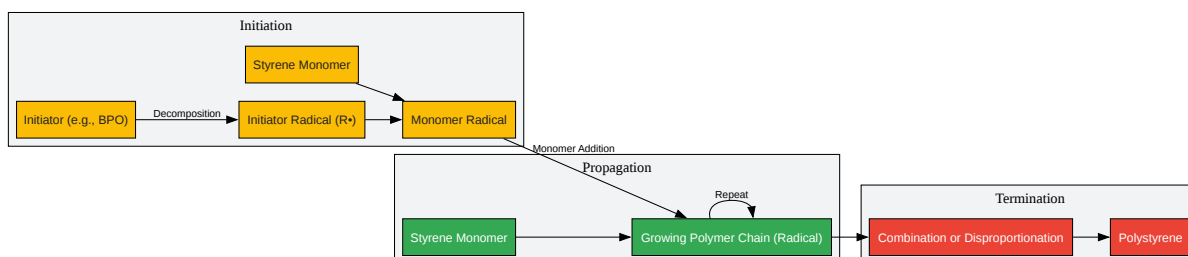 Initiation
Styrene Monomer
Initiator (e.g., BPO)
Decomposition
Initiator Radical (R•)
Monomer Radical
Monomer Addition
Propagation
Repeat
Styrene Monomer
Growing Polymer Chain (Radical)
Termination
Combination or Disproportionation
Polystyrene